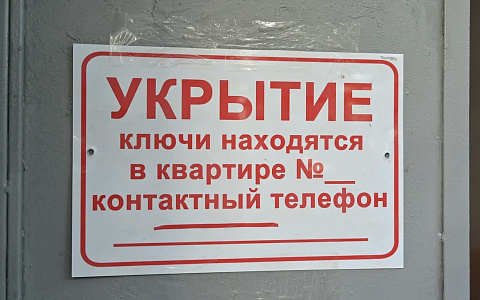 УКРЫТИЕ
ключи находятся
в квартире №__
контактный телефон